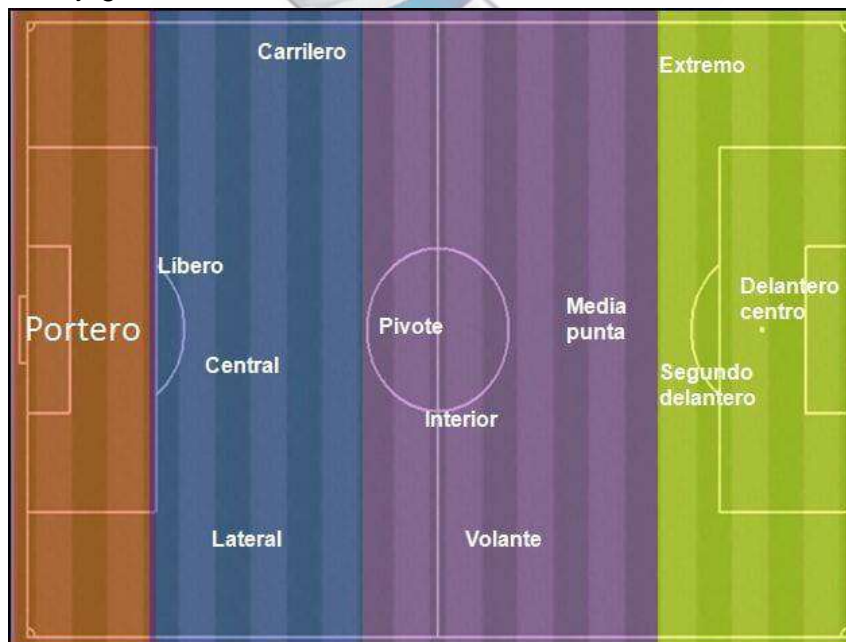 Carrilero
Extremo
Líbero
Portero
Central
Pivote
Media
punta
Delantero
centro
Segundo
delantero
Interior
Lateral
Volante